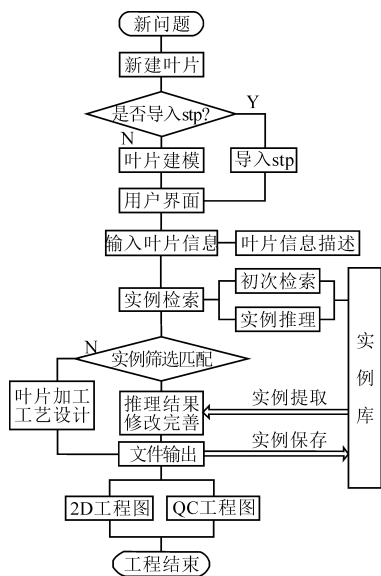 新问题
新建叶片
是否导入stp?
Y
N
叶片建模
导入stp
用户界面
输入叶片信息
叶片信息描述
初次检索
实例检索
实例推理
实例库
N
实例筛选匹配
叶片加工
工艺设计
推理结果
修改完善
实例提取
实例保存
文件输出
2D工程图
QC工程图
工程结束